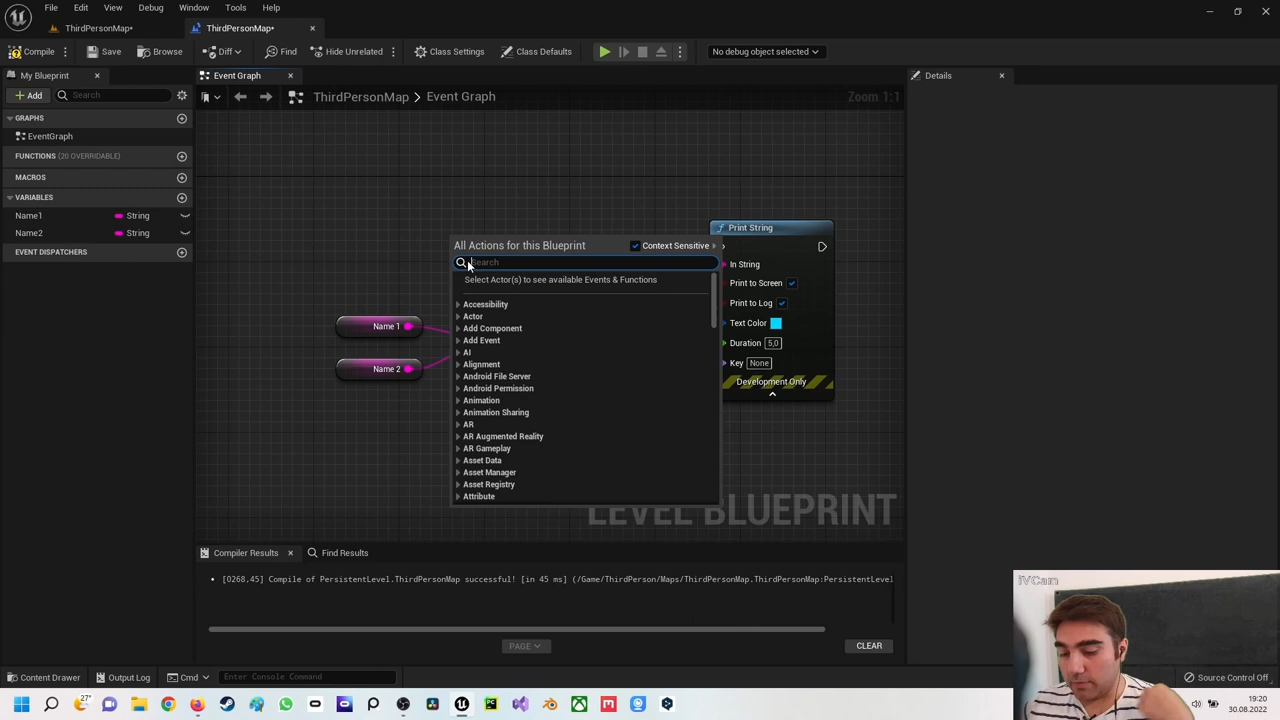 File Edit View Debug Window Tools Help
ThirdPersonMap• ThirdPersonMap•
Compile Save Browse Diff Find Hide Unrelated Class Settings Class Defaults No debug object selected
My Blueprint Event Graph Details
Add Search ThirdPersonMap > Event Graph Zoom 1:1
GRAPHS
EventGraph
FUNCTIONS (20 OVERRIDABLE)
MACROS
VARIABLES
Name1 String
Name2 String
EVENT DISPATCHERS
Print String
In String
Print to Screen
Print to Log
Text Color
Duration 5,0
Key None
Development Only
Name 1
Name 2
All Actions for this Blueprint Context Sensitive
Search
Select Actor(s) to see available Events & Functions
Accessibility
Actor
Add Component
Add Event
AI
Alignment
Android File Server
Android Permission
Animation
Animation Sharing
AR
AR Augmented Reality
AR Gameplay
Asset Data
Asset Manager
Asset Registry
Attribute
LEVEL BLUEPRINT
Compiler Results Find Results
[0268,45] Compile of PersistentLevel.ThirdPersonMap successful! [in 45 ms] (/Game/ThirdPerson/Maps/ThirdPersonMap.ThirdPersonMap:PersistentLevel
PAGE CLEAR
iVCam
Content Drawer Output Log Cmd Enter Console Command Source Control Off
27°
19:20
30.08.2022